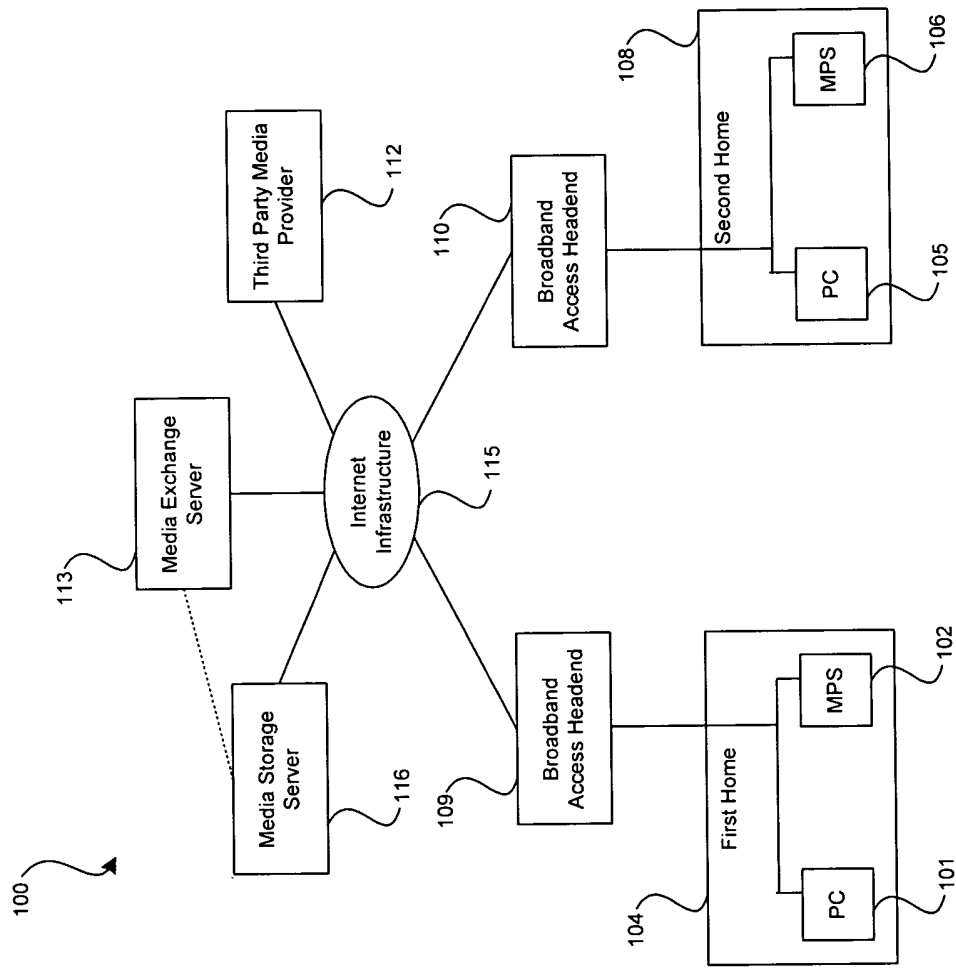 100
113
Media Exchange
Server
Media Storage
Server
116
Third Party Media
Provider
112
Internet
Infrastructure
115
109
Broadband
Access Headend
110
Broadband
Access Headend
104
First Home
PC
101
MPS
102
108
Second Home
PC
105
MPS
106